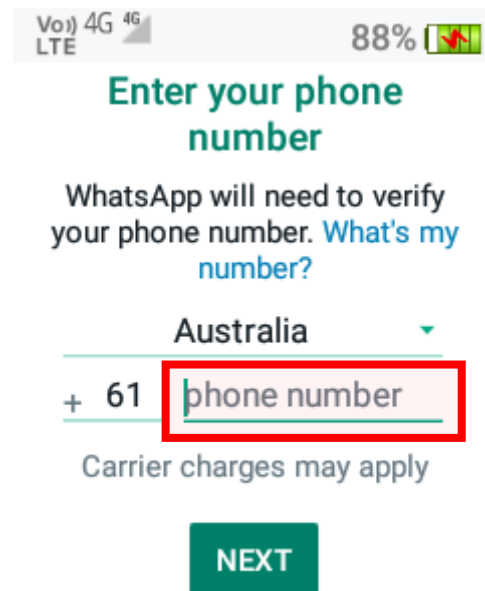 Vo)) 4G 4G
LTE
88%
Enter your phone
number
WhatsApp will need to verify
your phone number. What's my
number?
Australia
+ 61 phone number
Carrier charges may apply
NEXT